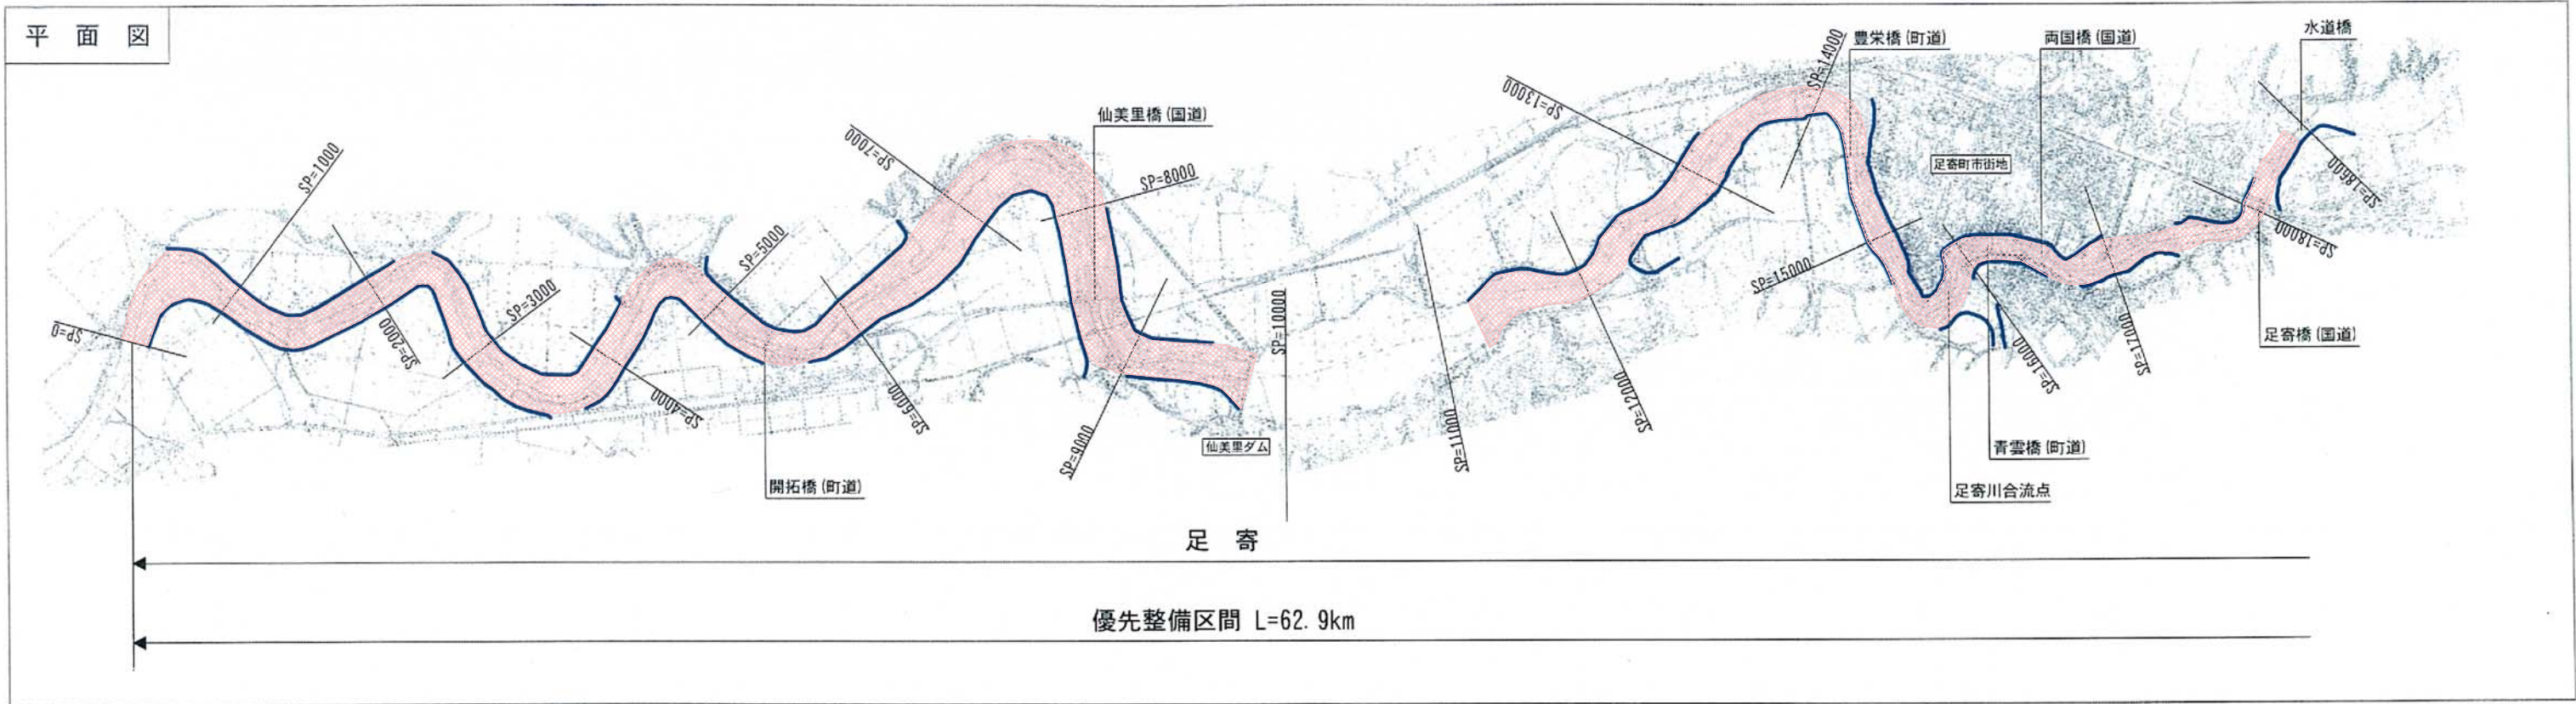 平面図
SP=0
SP=1000
SP=2000
SP=3000
SP=4000
SP=5000
開拓橋(町道)
SP=6000
SP=7000
仙美里橋(国道)
SP=8000
SP=9000
仙美里ダム
SP=10000
SP=11000
SP=12000
SP=13000
SP=14000
豊栄橋(町道)
SP=15000
足寄町市街地
両国橋(国道)
SP=16000
青雲橋(町道)
足寄川合流点
SP=17000
SP=18000
足寄橋(国道)
水道橋
SP=18600
足寄
優先整備区間 L=62.9km